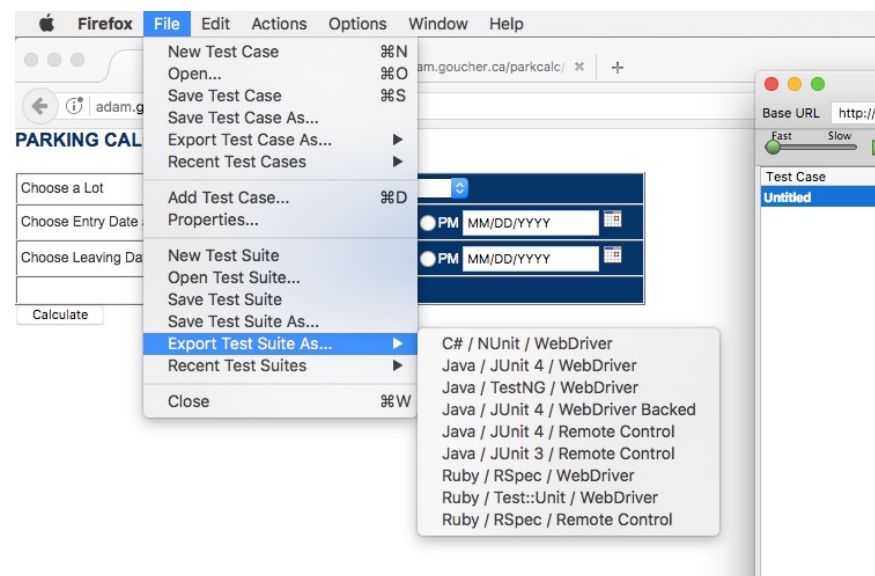 Firefox File Edit Actions Options Window Help
am.goucher.ca/parkcalc/ × +
adam.g
PARKING CAL
Choose a Lot
Choose Entry Date
PM MM/DD/YYYY
Choose Leaving Da
PM MM/DD/YYYY
Calculate
New Test Case ⌘N
Open... ⌘O
Save Test Case ⌘S
Save Test Case As...
Export Test Case As...
Recent Test Cases
Add Test Case... ⌘D
Properties...
New Test Suite
Open Test Suite...
Save Test Suite
Save Test Suite As...
Export Test Suite As...
Recent Test Suites
Close ⌘W
C# / NUnit / WebDriver
Java / JUnit 4 / WebDriver
Java / TestNG / WebDriver
Java / JUnit 4 / WebDriver Backed
Java / JUnit 4 / Remote Control
Java / JUnit 3 / Remote Control
Ruby / RSpec / WebDriver
Ruby / Test::Unit / WebDriver
Ruby / RSpec / Remote Control
Base URL http://
Fast Slow
Test Case
Untitled